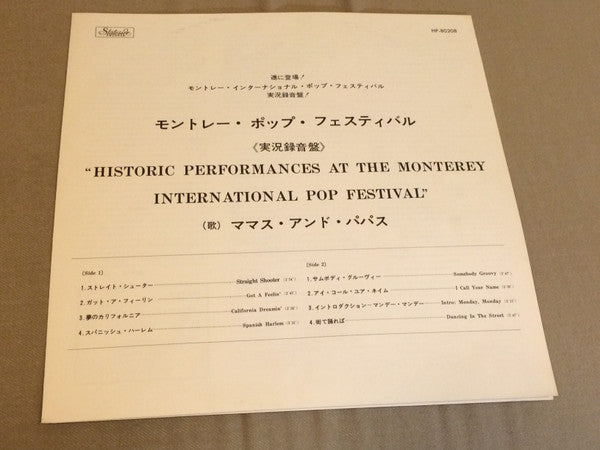 Stateside
HP-80208
遂に登場!
モントレー・インターナショナル・ポップ・フェスティバル
実況録音盤!
モントレー・ポップ・フェスティバル
《実況録音盤》
“HISTORIC PERFORMANCES AT THE MONTEREY
INTERNATIONAL POP FESTIVAL”
(歌) ママス・アンド・パパス
[Side 1]
1.ストレイト・シューター Straight Shooter
2.ガット・ア・フィーリン Got A Feelin'
3.夢のカリフォルニア California Dreamin'
4.スパニッシュ・ハーレム Spanish Harlem
[Side 2]
1.サムボディ・グルーヴィー Somebody Groovy
2.アイ・コール・ユア・ネイム I Call Your Name
3.イントロダクション…マンデー・マンデー Intro: Monday, Monday
4.街で踊れば Dancing In The Street